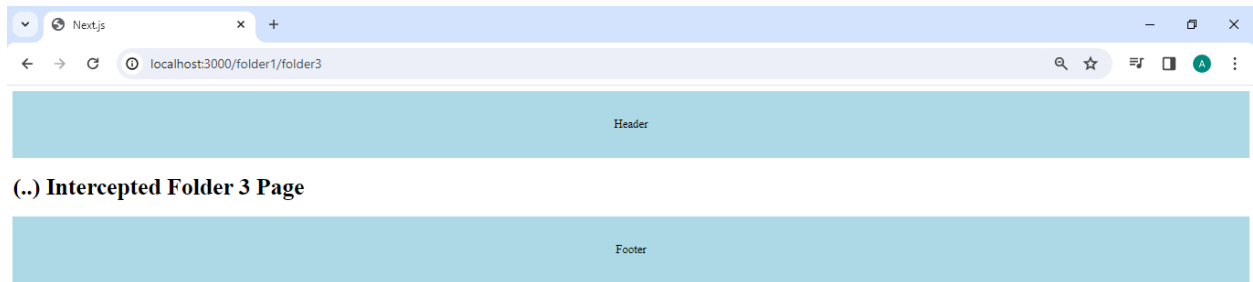 Next.js
localhost:3000/folder1/folder3
A
Header
(..) Intercepted Folder 3 Page
Footer